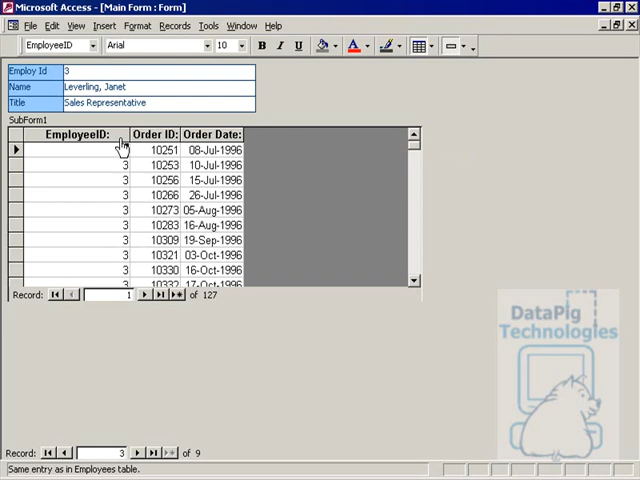 Microsoft Access - [Main Form : Form]
File Edit View Insert Format Records Tools Window Help
EmployeeID Arial 10 B I U
Employ Id 3
Name Leverling, Janet
Title Sales Representative
SubForm1
EmployeeID: Order ID: Order Date:
10251 08-Jul-1996
3 10253 10-Jul-1996
3 10256 15-Jul-1996
3 10266 26-Jul-1996
3 10273 05-Aug-1996
3 10283 16-Aug-1996
3 10309 19-Sep-1996
3 10321 03-Oct-1996
3 10330 16-Oct-1996
3 10332 17-Oct-1996
Record: 1 of 127
DataPig
Technologies
Record: 3 of 9
Same entry as in Employees table.